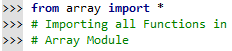 >>> from array import *
>>> # Importing all Functions in
>>> # Array Module